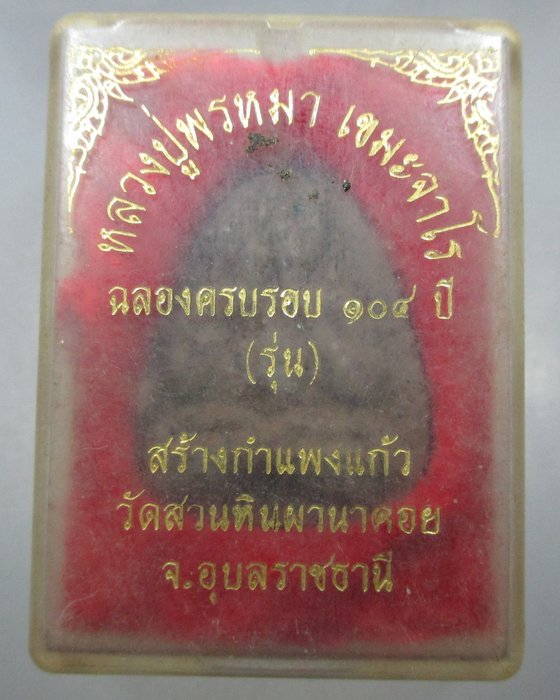 หลวงปู่พรหมา เขมะจาโร
ฉลองครบรอบ ๑๐๔ ปี
(รุ่น)
สร้างกำแพงแก้ว
วัดสวนหินผานาคอย
จ.อุบลราชธานี